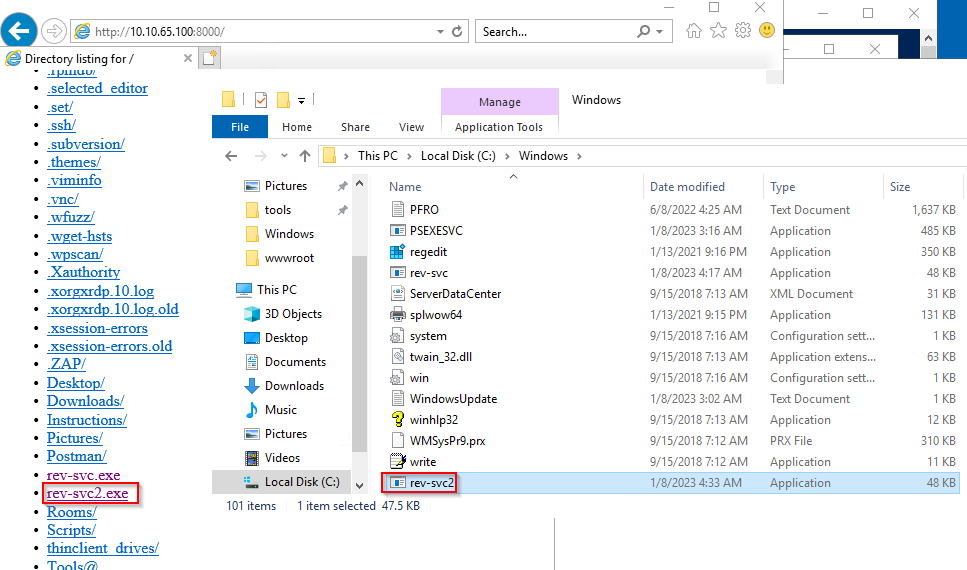 http://10.10.65.100:8000/
Search...
Directory listing for /
.rpmdb/
.selected_editor
.set/
.ssh/
.subversion/
.themes/
.viminfo
.vnc/
.wfuzz/
.wget-hsts
.wpscan/
.Xauthority
.xorgxrdp.10.log
.xorgxrdp.10.log.old
.xsession-errors
.xsession-errors.old
.ZAP/
Desktop/
Downloads/
Instructions/
Pictures/
Postman/
rev-svc.exe
rev-svc2.exe
Rooms/
Scripts/
thinclient_drives/
Tools@
Manage
Windows
File Home Share View Application Tools
This PC > Local Disk (C:) > Windows >
Pictures
tools
Windows
wwwroot
This PC
3D Objects
Desktop
Documents
Downloads
Music
Pictures
Videos
Local Disk (C:)
Name Date modified Type Size
PFRO 6/8/2022 4:25 AM Text Document 1,637 KB
PSEXESVC 1/8/2023 3:16 AM Application 485 KB
regedit 1/13/2021 9:16 PM Application 350 KB
rev-svc 1/8/2023 4:17 AM Application 48 KB
ServerDataCenter 9/15/2018 7:13 AM XML Document 31 KB
splwow64 1/13/2021 9:15 PM Application 131 KB
system 9/15/2018 7:16 AM Configuration sett... 1 KB
twain_32.dll 9/15/2018 7:13 AM Application extens... 63 KB
win 9/15/2018 7:16 AM Configuration sett... 1 KB
WindowsUpdate 1/8/2023 3:02 AM Text Document 1 KB
winhlp32 9/15/2018 7:13 AM Application 12 KB
WMSysPr9.prx 9/15/2018 7:12 AM PRX File 310 KB
write 9/15/2018 7:13 AM Application 11 KB
rev-svc2 1/8/2023 4:33 AM Application 48 KB
101 items 1 item selected 47.5 KB